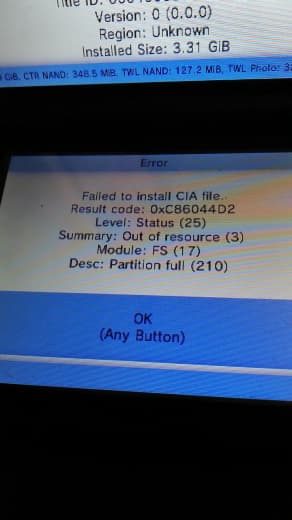 Version: 0 (0.0.0)
Region: Unknown
Installed Size: 3.31 GiB
GiB, CTR NAND: 348.5 MiB, TWL NAND: 127.2 MiB, TWL Photo:
Error
Failed to install CIA file.
Result code: 0xC86044D2
Level: Status (25)
Summary: Out of resource (3)
Module: FS (17)
Desc: Partition full (210)
OK
(Any Button)